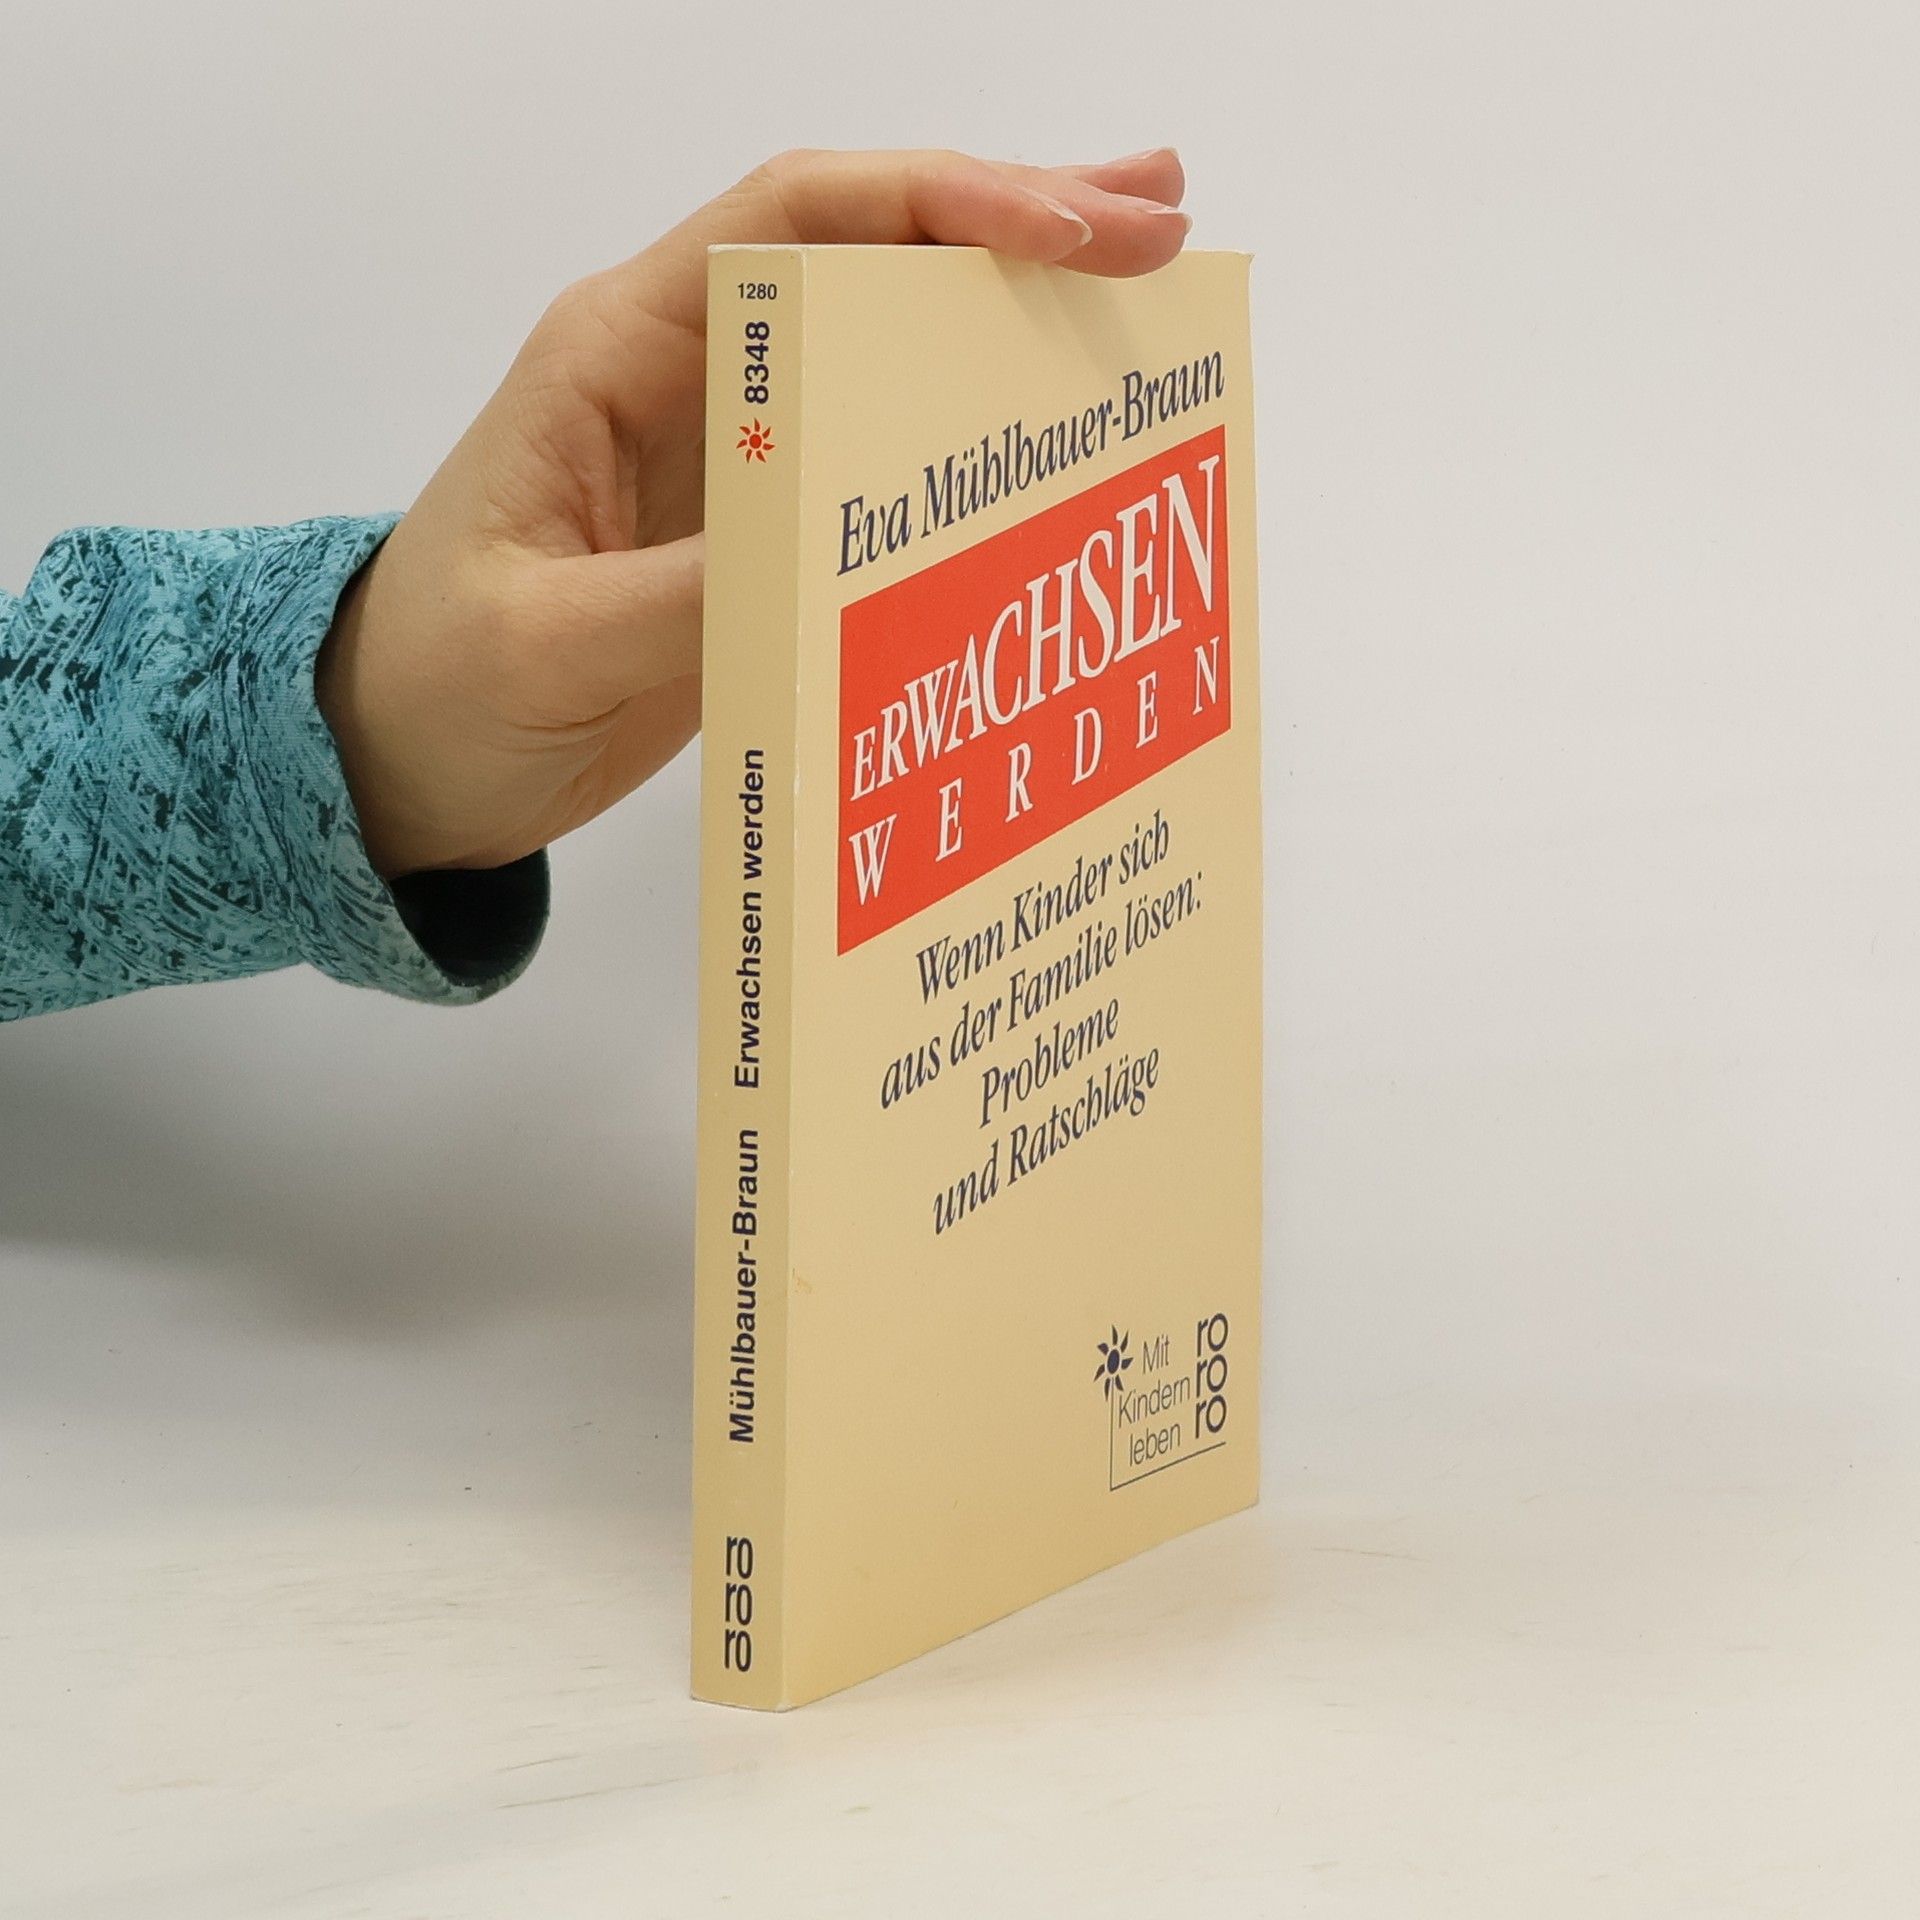 1280
8348
Mühlbauer-Braun Erwachsen werden
ro
ro
ro
Eva Mühlbauer-Braun
ERWACHSEN
WERDEN
Wenn Kinder sich
aus der Familie lösen:
Probleme
und Ratschläge
Mit
Kindern
leben
ro
ro
ro